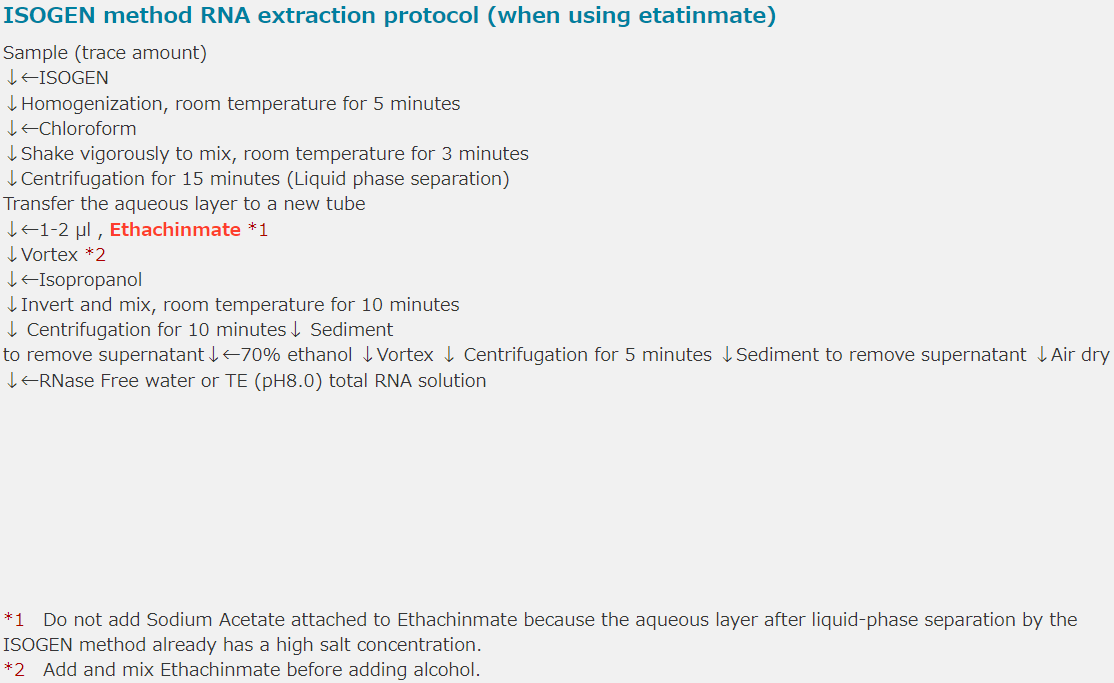 ISOGEN method RNA extraction protocol (when using etatinmate)
Sample (trace amount)
↓←ISOGEN
↓Homogenization, room temperature for 5 minutes
↓←Chloroform
↓Shake vigorously to mix, room temperature for 3 minutes
↓Centrifugation for 15 minutes (Liquid phase separation)
Transfer the aqueous layer to a new tube
↓←1-2 μl , Ethachinmate *1
↓Vortex *2
↓←Isopropanol
↓Invert and mix, room temperature for 10 minutes
↓ Centrifugation for 10 minutes↓ Sediment
to remove supernatant↓←70% ethanol ↓Vortex ↓ Centrifugation for 5 minutes ↓Sediment to remove supernatant ↓Air dry
↓←RNase Free water or TE (pH8.0) total RNA solution
*1 Do not add Sodium Acetate attached to Ethachinmate because the aqueous layer after liquid-phase separation by the
ISOGEN method already has a high salt concentration.
*2 Add and mix Ethachinmate before adding alcohol.